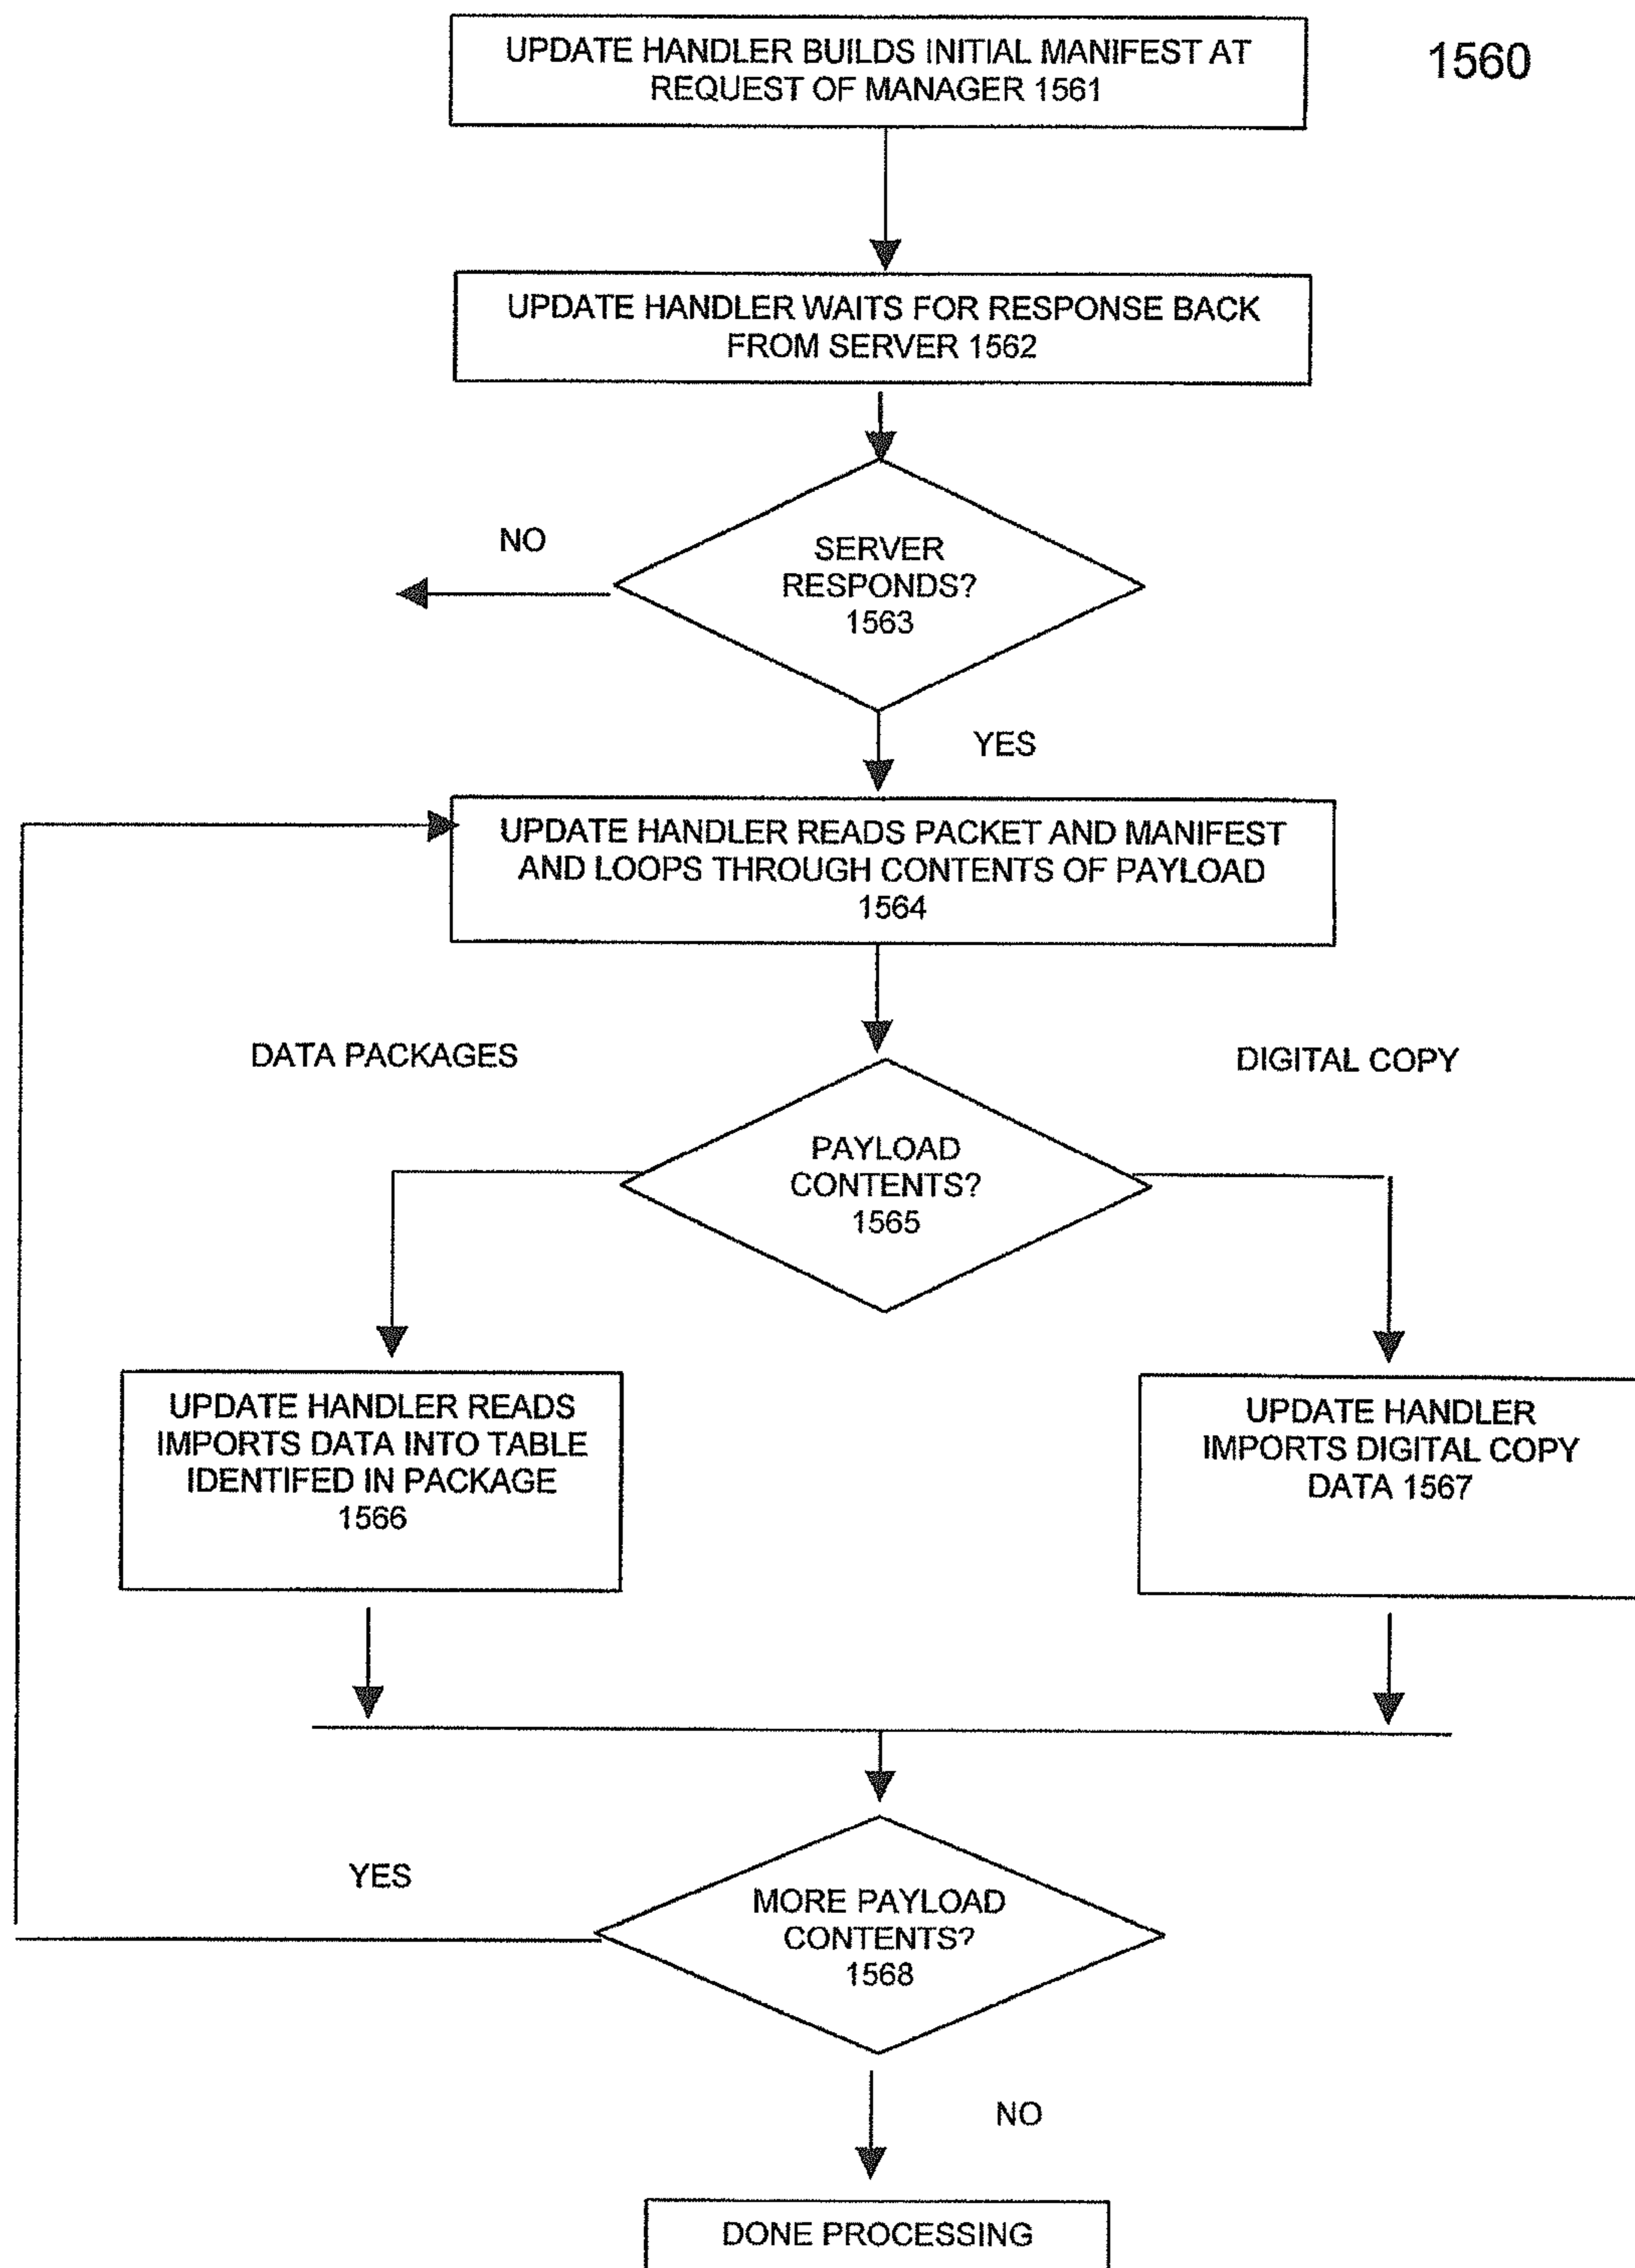 UPDATE HANDLER BUILDS INITIAL MANIFEST AT
REQUEST OF MANAGER 1561
1560
UPDATE HANDLER WAITS FOR RESPONSE BACK
FROM SERVER 1562
NO
SERVER
RESPONDS?
1563
YES
UPDATE HANDLER READS PACKET AND MANIFEST
AND LOOPS THROUGH CONTENTS OF PAYLOAD
1564
DATA PACKAGES
DIGITAL COPY
PAYLOAD
CONTENTS?
1565
UPDATE HANDLER READS
IMPORTS DATA INTO TABLE
IDENTIFED IN PACKAGE
1566
UPDATE HANDLER
IMPORTS DIGITAL COPY
DATA 1567
YES
MORE PAYLOAD
CONTENTS?
1568
NO
DONE PROCESSING